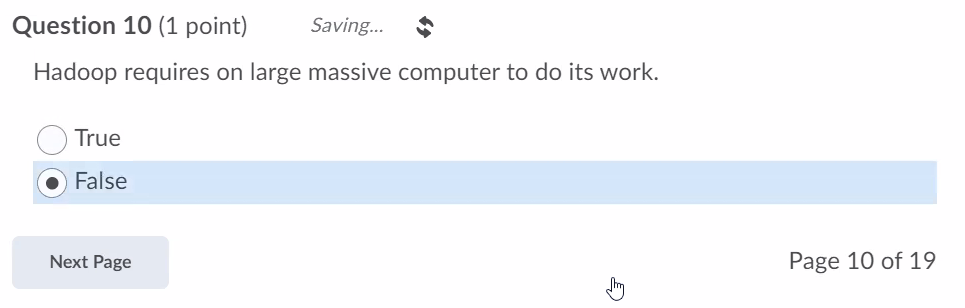 Question 10 (1 point) Saving...
Hadoop requires on large massive computer to do its work.
True
False
Next Page Page 10 of 19